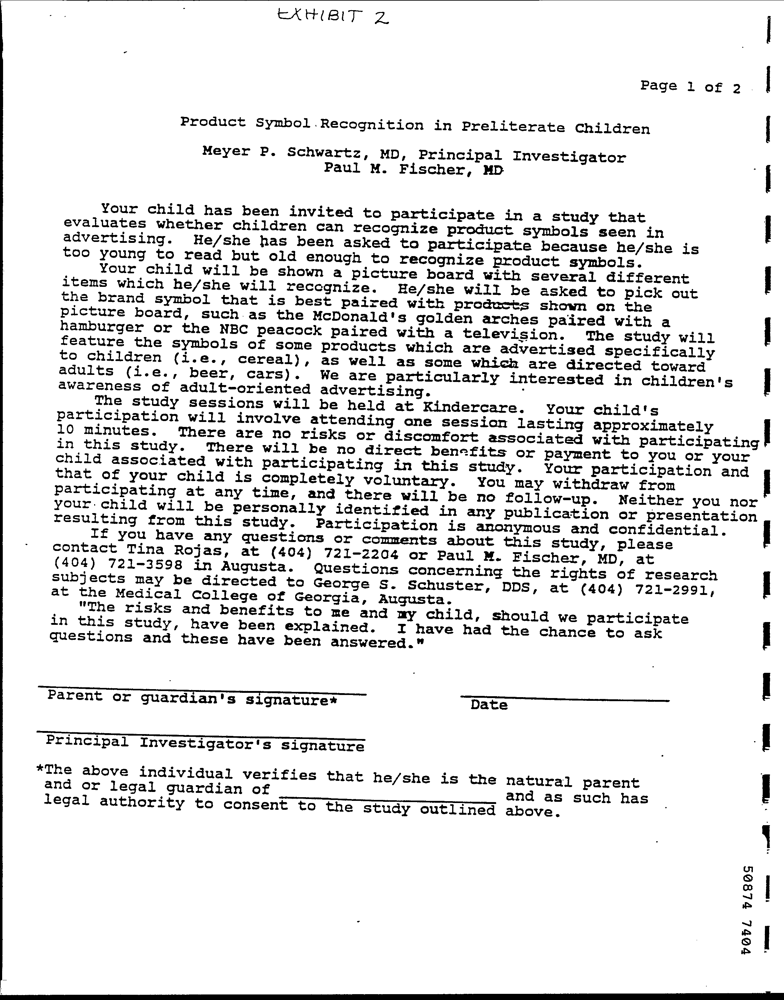 EXHIBIT 2
Page 1 of 2
Product Symbol Recognition in Preliterate Children
Meyer P. Schwartz, MD, Principal Investigator
Paul M. Fischer, MD
Your child has been invited to participate in a study that
evaluates whether children can recognize product symbols seen in
advertising. He/she has been asked to participate because he/she is
too young to read but old enough to recognize product symbols.
Your child will be shown a picture board with several different
items which he/she will recognize. He/she will be asked to pick out
the brand symbol that is best paired with products shown on the
picture board, such as the McDonald's golden arches paired with a
hamburger or the NBC peacock paired with a television. The study will
feature the symbols of some products which are advertised specifically
to children (i.e., cereal), as well as some which are directed toward
adults (i.e., beer, cars). We are particularly interested in children's
awareness of adult-oriented advertising.
The study sessions will be held at Kindercare. Your child's
participation will involve attending one session lasting approximately
10 minutes. There are no risks or discomfort associated with participating
in this study. There will be no direct benefits or payment to you or your
child associated with participating in this study. Your participation and
that of your child is completely voluntary. You may withdraw from
participating at any time, and there will be no follow-up. Neither you nor
your child will be personally identified in any publication or presentation
resulting from this study. Participation is anonymous and confidential.
If you have any questions or comments about this study, please
contact Tina Rojas, at (404) 721-2204 or Paul M. Fischer, MD, at
(404) 721-3598 in Augusta. Questions concerning the rights of research
subjects may be directed to George S. Schuster, DDS, at (404) 721-2991,
at the Medical College of Georgia, Augusta.
"The risks and benefits to me and my child, should we participate
in this study, have been explained. I have had the chance to ask
questions and these have been answered."
Parent or guardian's signature* Date
Principal Investigator's signature
*The above individual verifies that he/she is the natural parent
and or legal guardian of and as such has
legal authority to consent to the study outlined above.
50874 7404